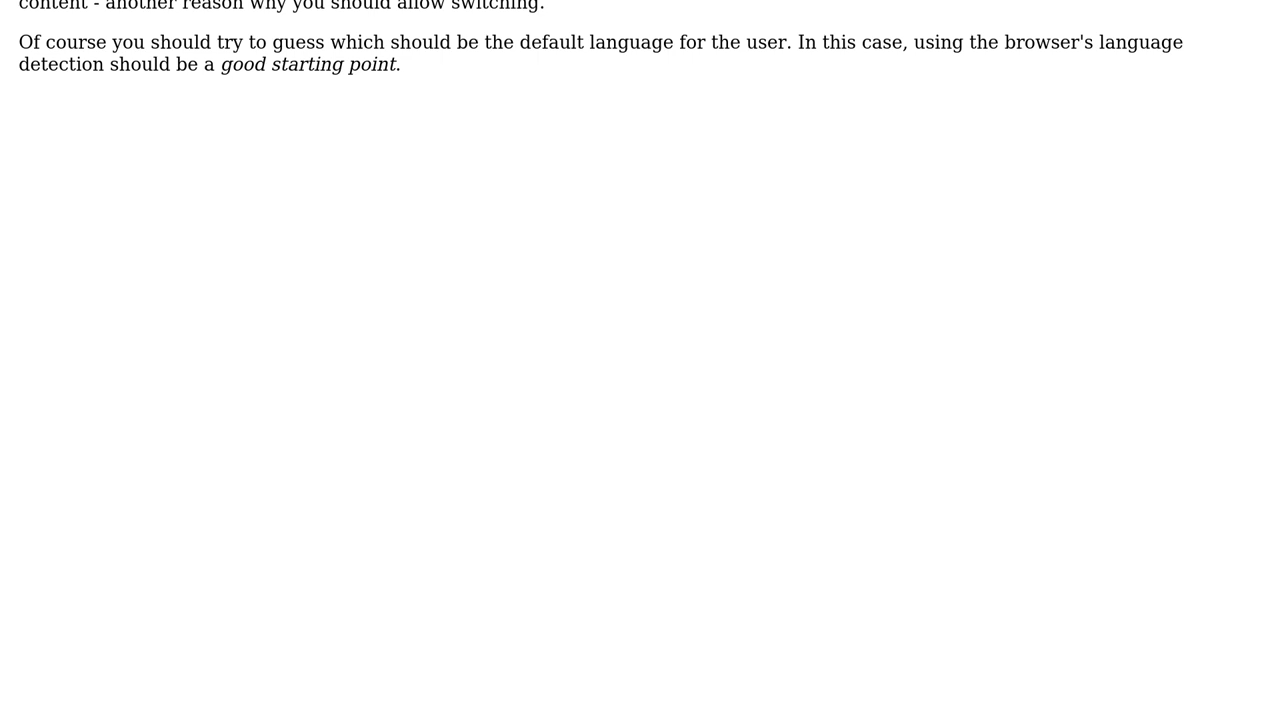 content - another reason why you should allow switching.
Of course you should try to guess which should be the default language for the user. In this case, using the browser's language
detection should be a good starting point.